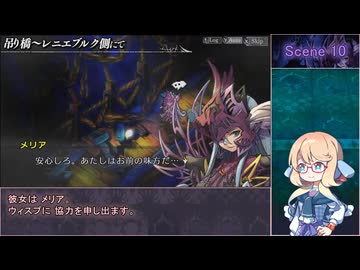 吊り橋～レニエブルク側にて
Log
Auto
Skip
Scene 10
メリア
安心しろ。あたしはお前の味方だ…
彼女は メリア。
ウィスプに 協力を申し出ます。